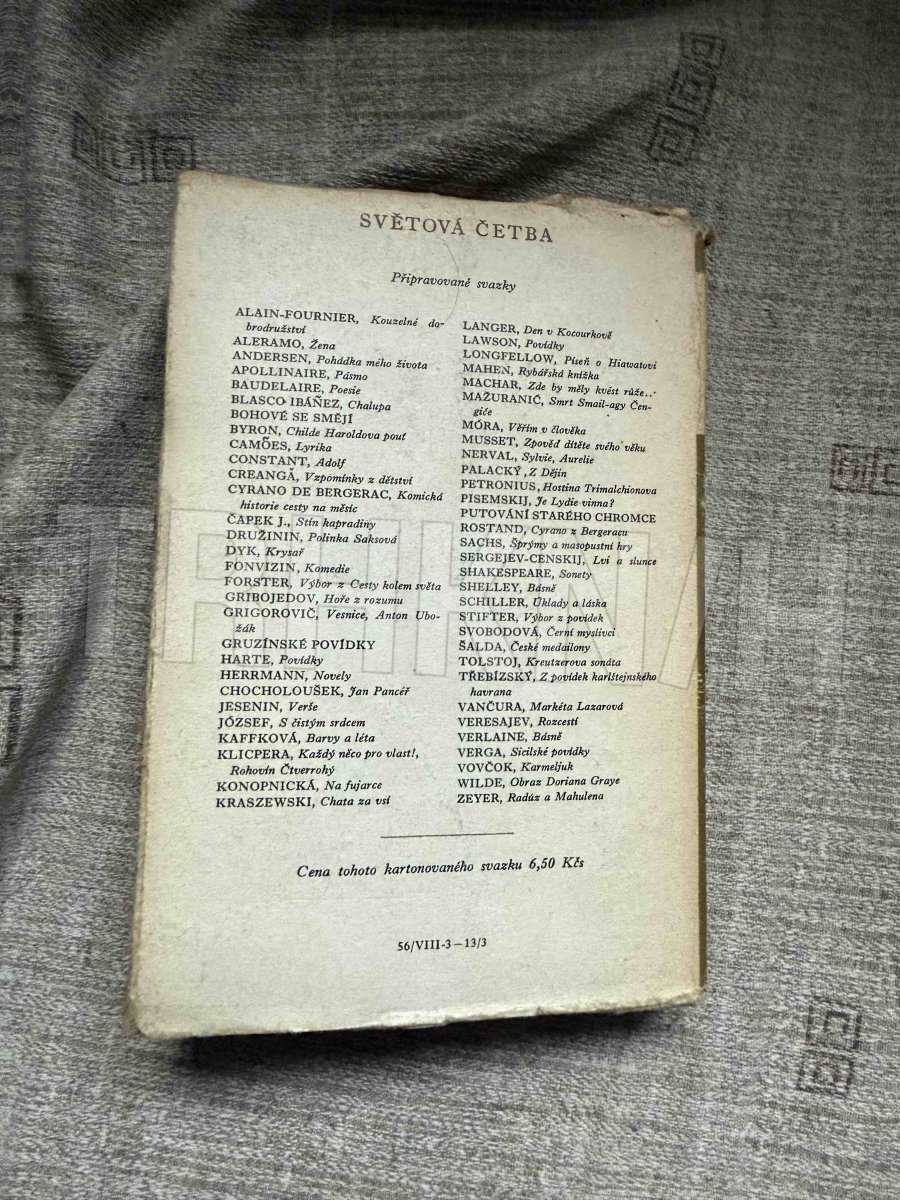 SVĚTOVÁ ČETBA
Připravované svazky
ALAIN-FOURNIER, Kouzelné do-
brodružství
ALERAMO, Žena
ANDERSEN, Pohádka mého života
APOLLINAIRE, Pásmo
BAUDELAIRE, Poesie
BLASCO IBÁÑEZ, Chalupa
BOHOVÉ SE SMĚJÍ
BYRON, Childe Haroldova pouť
CAMÕES, Lyrika
CONSTANT, Adolf
CREANGĂ, Vzpomínky z dětství
CYRANO DE BERGERAC, Komická
historie cesty na měsíc
ČAPEK J., Stín kapradiny
DRUŽININ, Polinka Saksová
DYK, Krysař
FONVIZIN, Komedie
FORSTER, Výbor z Cesty kolem světa
GRIBOJEDOV, Hoře z rozumu
GRIGOROVIČ, Vesnice, Anton Ubo-
žák
GRUZÍNSKÉ POVÍDKY
HARTE, Povídky
HERRMANN, Novely
CHOCHOLOUŠEK, Jan Pancéř
JESENIN, Verše
JÓZSEF, S čistým srdcem
KAFFKOVÁ, Barvy a léta
KLICPERA, Každý něco pro vlast!,
Rohovín Čtverrohý
KONOPNICKÁ, Na fujarce
KRASZEWSKI, Chata za vsí
LANGER, Den v Kocourkově
LAWSON, Povídky
LONGFELLOW, Píseň o Hiawatovi
MAHEN, Rybářská knížka
MACHAR, Zde by měly kvést růže...
MAŽURANIĆ, Smrt Smail-agy Čen-
giće
MÓRA, Věřím v člověka
MUSSET, Zpověď dítěte svého věku
NERVAL, Sylvie, Aurelie
PALACKÝ, Z Dějin
PETRONIUS, Hostina Trimalchionova
PISEMSKIJ, Je Lydie vinna?
PUTOVÁNÍ STARÉHO CHROMCE
ROSTAND, Cyrano z Bergeracu
SACHS, Šprýmy a masopustní hry
SERGEJEV-CENSKIJ, Lvi a slunce
SHAKESPEARE, Sonety
SHELLEY, Básně
SCHILLER, Úklady a láska
STIFTER, Výbor z povídek
SVOBODOVÁ, Černí myslivci
ŠALDA, České medailony
TOLSTOJ, Kreutzerova sonáta
TŘEBÍZSKÝ, Z povídek karlštejnského
havrana
VANČURA, Markéta Lazarová
VERESAJEV, Rozcestí
VERLAINE, Básně
VERGA, Sicilské povídky
VOVČOK, Karmeljuk
WILDE, Obraz Doriana Graye
ZEYER, Radúz a Mahulena
Cena tohoto kartonovaného svazku 6,50 Kčs
56/VIII-3—13/3